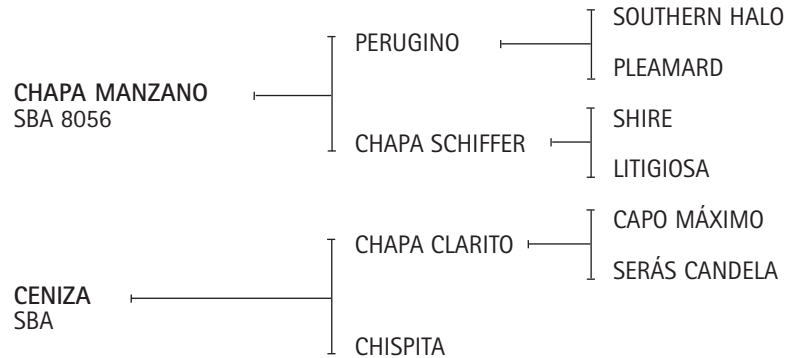 CHAPA MANZANO
SBA 8056
PERUGINO
SOUTHERN HALO
PLEAMARD
CHAPA SCHIFFER
SHIRE
LITIGIOSA
CENIZA
SBA
CHAPA CLARITO
CAPO MÁXIMO
SERÁS CANDELA
CHISPITA